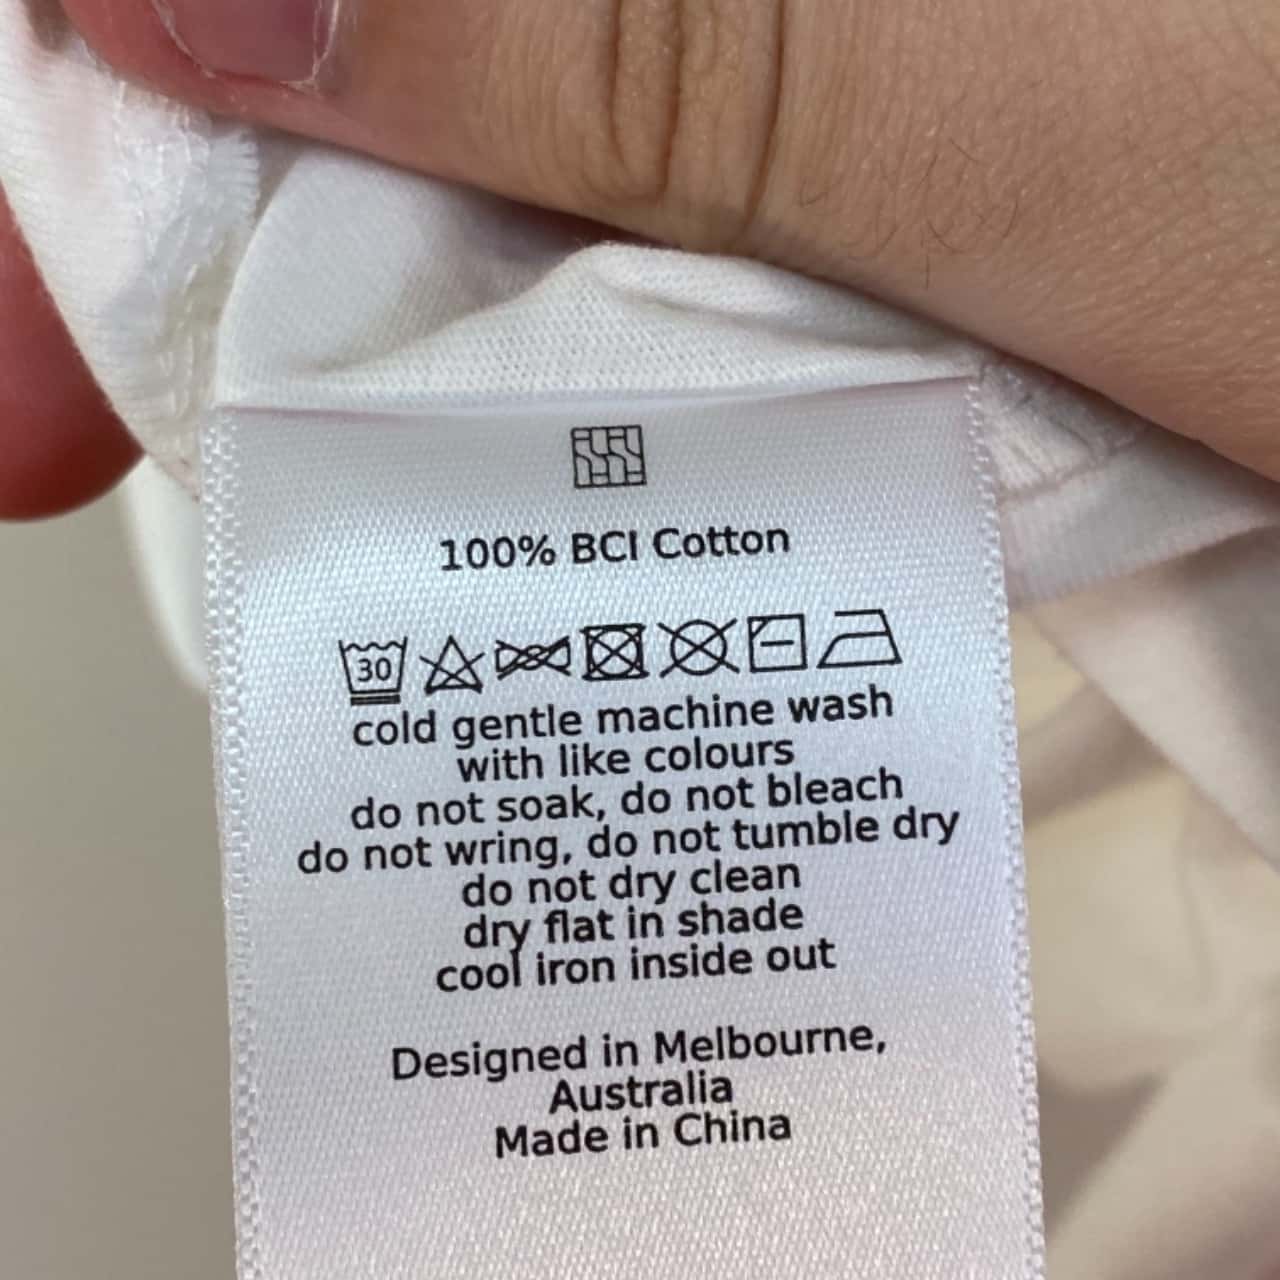 100% BCI Cotton
30
cold gentle machine wash
with like colours
do not soak, do not bleach
do not wring, do not tumble dry
do not dry clean
dry flat in shade
cool iron inside out
Designed in Melbourne,
Australia
Made in China